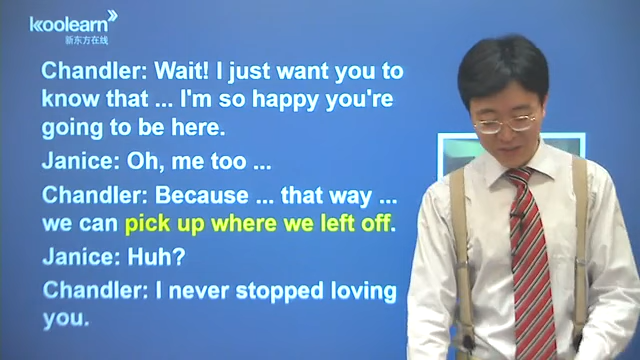 koolearn
新东方在线
Chandler: Wait! I just want you to
know that ... I'm so happy you're
going to be here.
Janice: Oh, me too ...
Chandler: Because ... that way ...
we can pick up where we left off.
Janice: Huh?
Chandler: I never stopped loving
you.